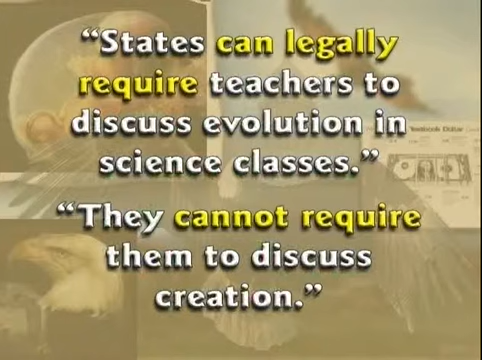 “States can legally
require teachers to
discuss evolution in
science classes.”
“They cannot require
them to discuss
creation.”